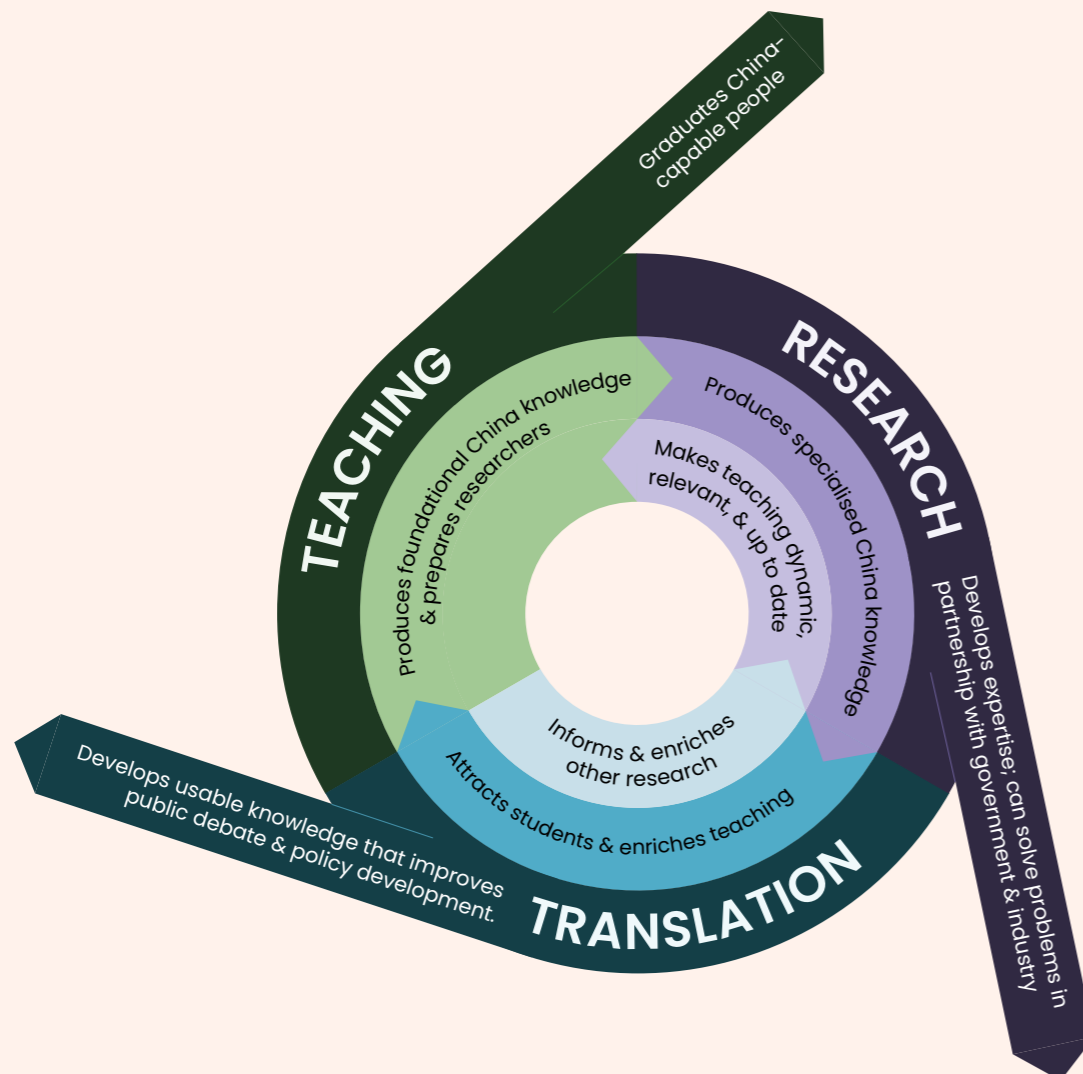 Graduates China-
capable people
TEACHING
Produces foundational China knowledge
& prepares researchers
RESEARCH
Produces specialised China knowledge
Makes teaching dynamic,
relevant, & up to date
Develops expertise; can solve problems in
partnership with government & industry
TRANSLATION
Informs & enriches
other research
Attracts students & enriches teaching
Develops usable knowledge that improves
public debate & policy development.